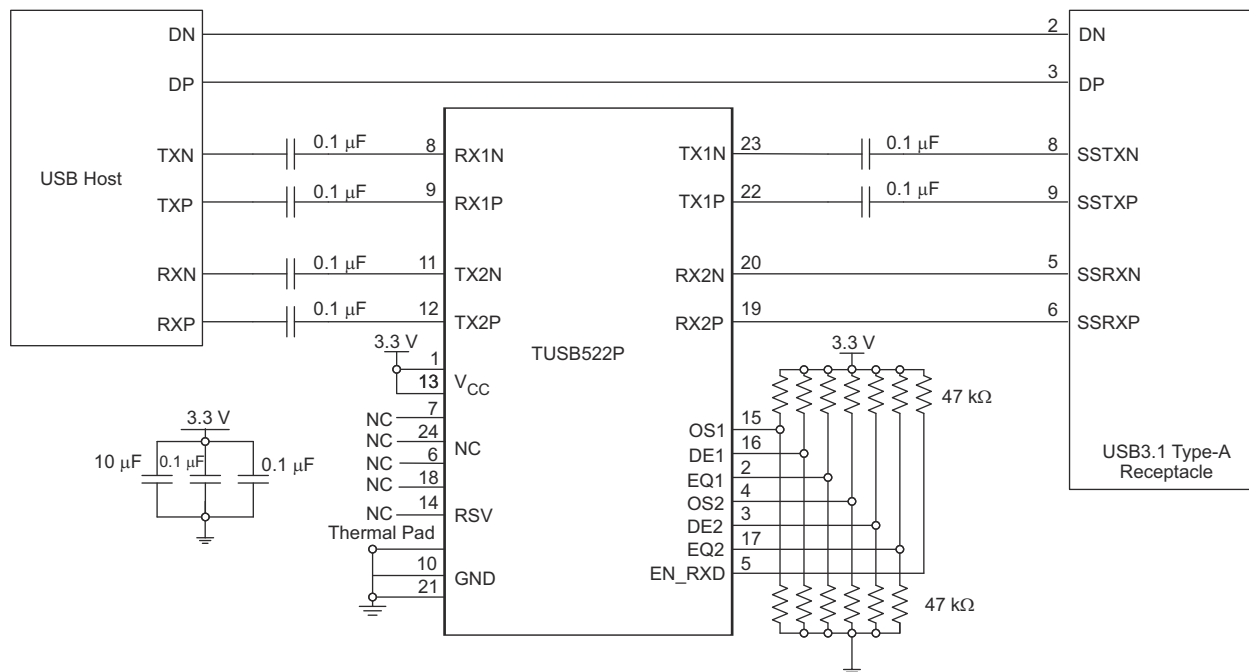 DN 2 DN
DP 3 DP
TXN 0.1 µF 8 RX1N TX1N 23 0.1 µF 8 SSTXN
USB Host
TXP 0.1 µF 9 RX1P TX1P 22 0.1 µF 9 SSTXP
RXN 0.1 µF 11 TX2N RX2N 20 5 SSRXN
RXP 0.1 µF 12 TX2P RX2P 19 6 SSRXP
TUSB522P
3.3 V 1
13 VCC
3.3 V
47 kΩ
NC 7
NC 24 NC
NC 6
NC 18
NC 14 RSV
Thermal Pad
10 GND
21
3.3 V
10 µF 0.1 µF 0.1 µF
OS1 15
DE1 16
EQ1 2
OS2 4
DE2 3
EQ2 17
EN_RXD 5
47 kΩ
USB3.1 Type-A
Receptacle